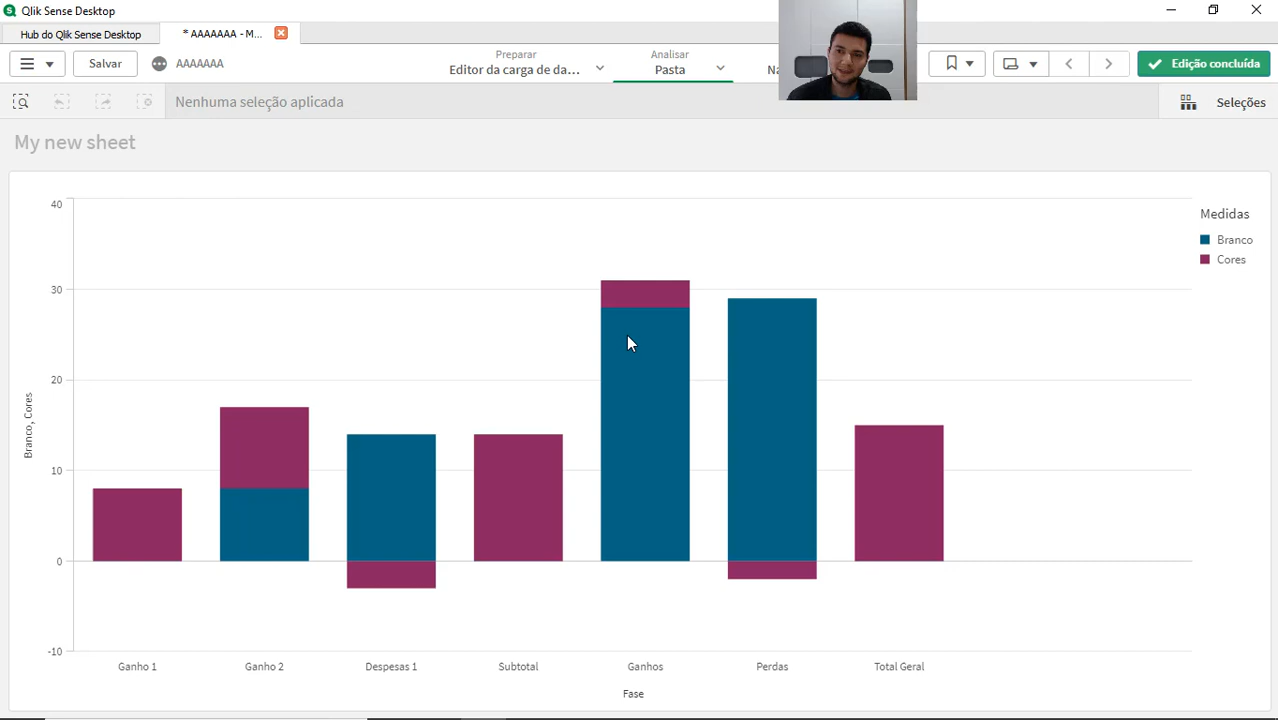 Qlik Sense Desktop
Hub do Qlik Sense Desktop
* AAAAAAA - M...
Salvar
AAAAAAA
Preparar
Editor da carga de da...
Analisar
Pasta
Edição concluída
Nenhuma seleção aplicada
Seleções
My new sheet
Medidas
Branco
Cores
40
30
20
10
0
-10
Branco, Cores
Ganho 1
Ganho 2
Despesas 1
Subtotal
Ganhos
Perdas
Total Geral
Fase